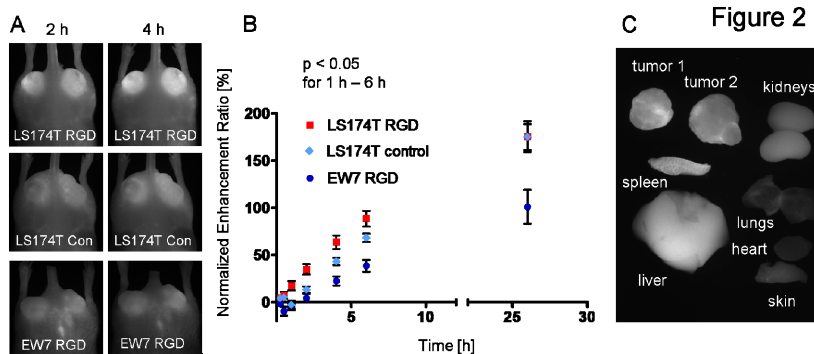 Figure 2
A
2 h
4 h
LS174T RGD
LS174T RGD
LS174T Con
LS174T Con
EW7 RGD
EW7 RGD
B
p < 0.05
for 1 h – 6 h
LS174T RGD
LS174T control
EW7 RGD
Normalized Enhancement Ratio [%]
200
150
100
50
0
0
5
10
25
30
Time [h]
C
tumor 1
tumor 2
kidneys
spleen
lungs
heart
liver
skin